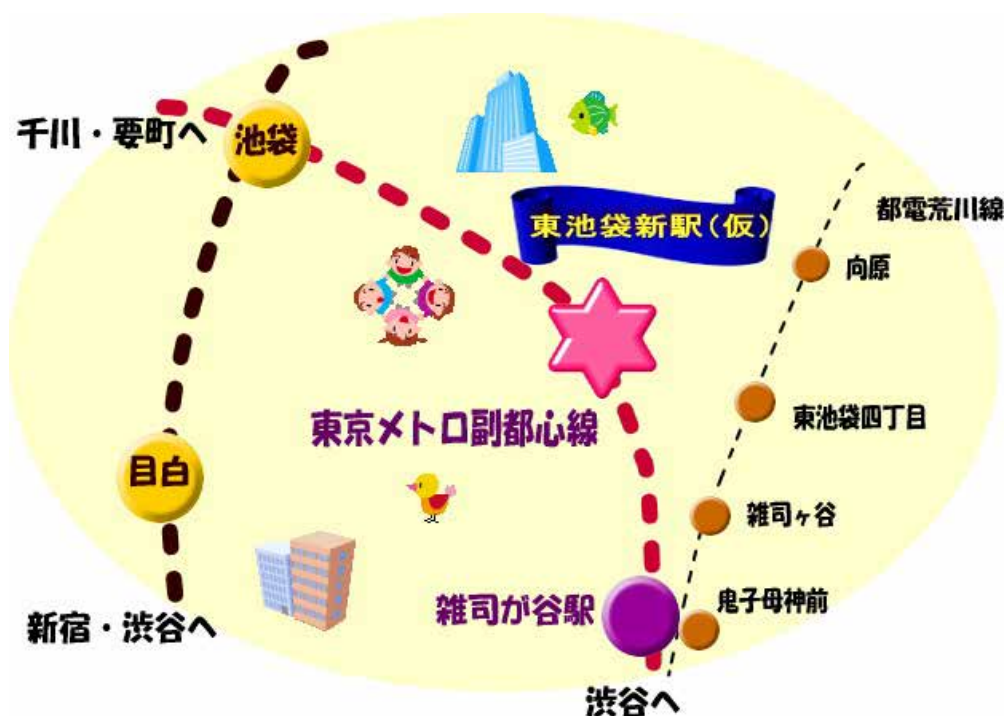 千川・要町へ
池袋
東池袋新駅(仮)
都電荒川線
向原
東京メトロ副都心線
東池袋四丁目
目白
雑司ヶ谷
雑司が谷駅
鬼子母神前
新宿・渋谷へ
渋谷へ